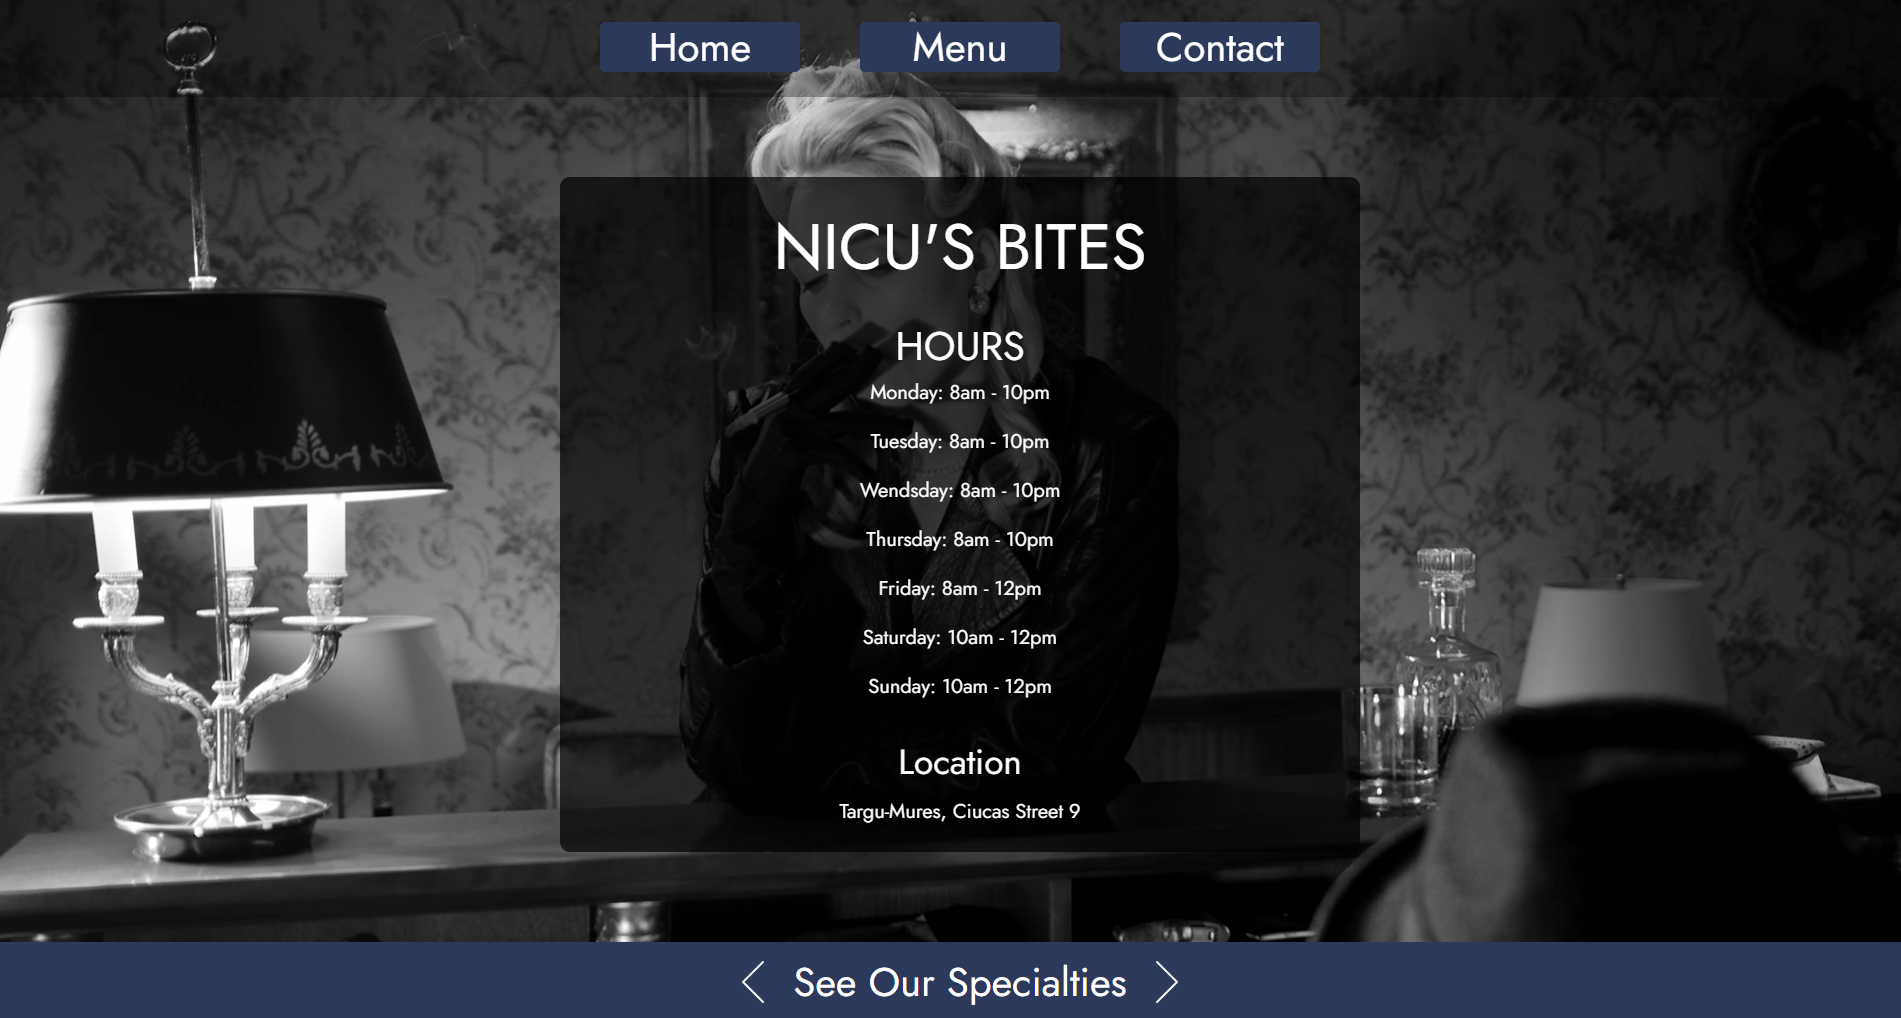 Home
Menu
Contact
NICU'S BITES
HOURS
Monday: 8am - 10pm
Tuesday: 8am - 10pm
Wendsday: 8am - 10pm
Thursday: 8am - 10pm
Friday: 8am - 12pm
Saturday: 10am - 12pm
Sunday: 10am - 12pm
Location
Targu-Mures, Ciucas Street 9
See Our Specialties